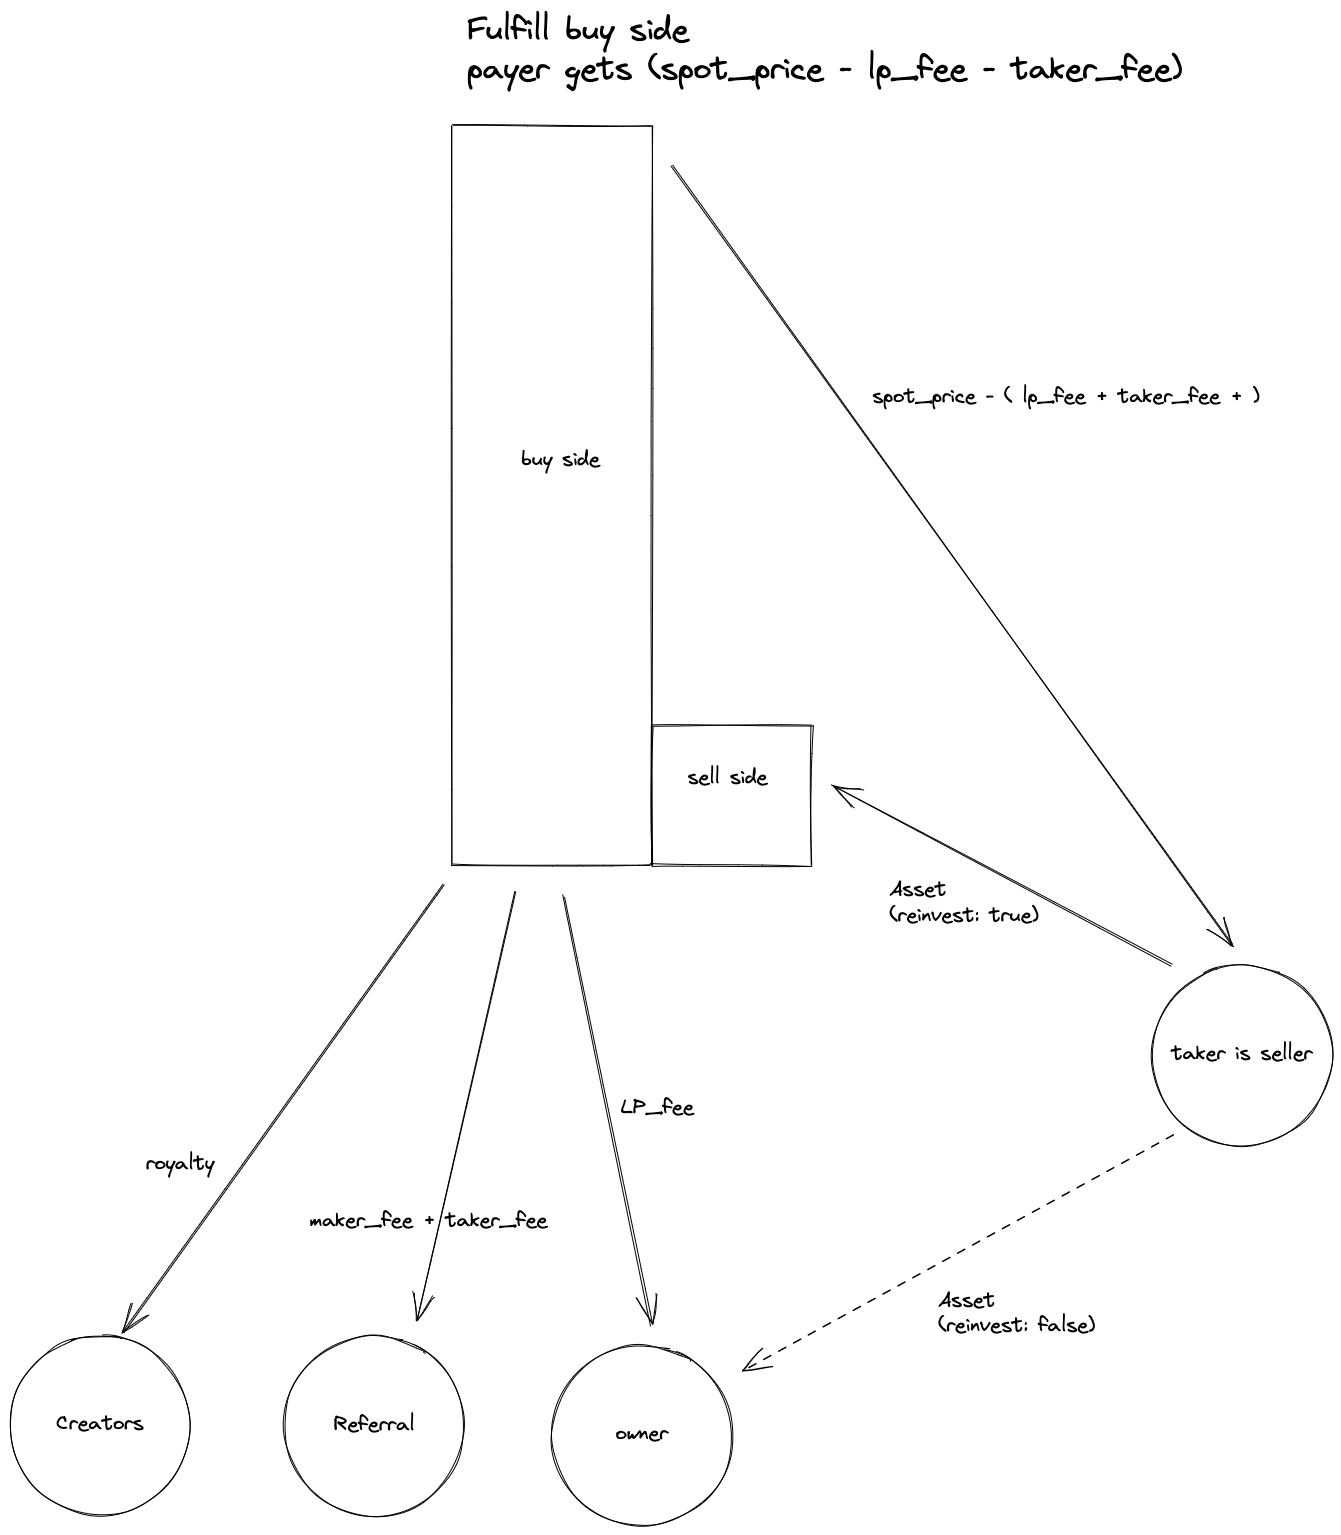 Fulfill buy side
payer gets (spot_price - lp_fee - taker_fee)
spot_price - ( lp_fee + taker_fee + )
buy side
sell side
Asset
(reinvest: true)
taker is seller
LP_fee
royalty
maker_fee + taker_fee
Asset
(reinvest: false)
Creators
Referral
owner